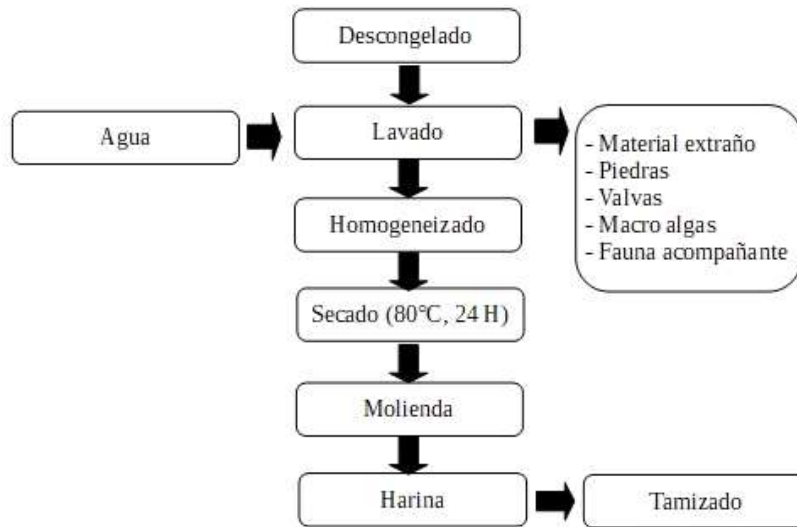 Descongelado
Agua
Lavado
- Material extraño
- Piedras
- Valvas
- Macro algas
- Fauna acompañante
Homogeneizado
Secado (80°C, 24 H)
Molienda
Harina
Tamizado